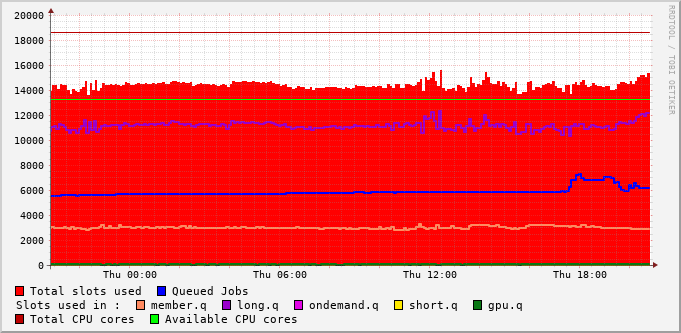 20000
18000
16000
14000
12000
10000
8000
6000
4000
2000
0
Thu 00:00 Thu 06:00 Thu 12:00 Thu 18:00
RRDTOOL / TOBI OETIKER
Total slots used Queued Jobs
Slots used in : member.q long.q ondemand.q short.q gpu.q
Total CPU cores Available CPU cores